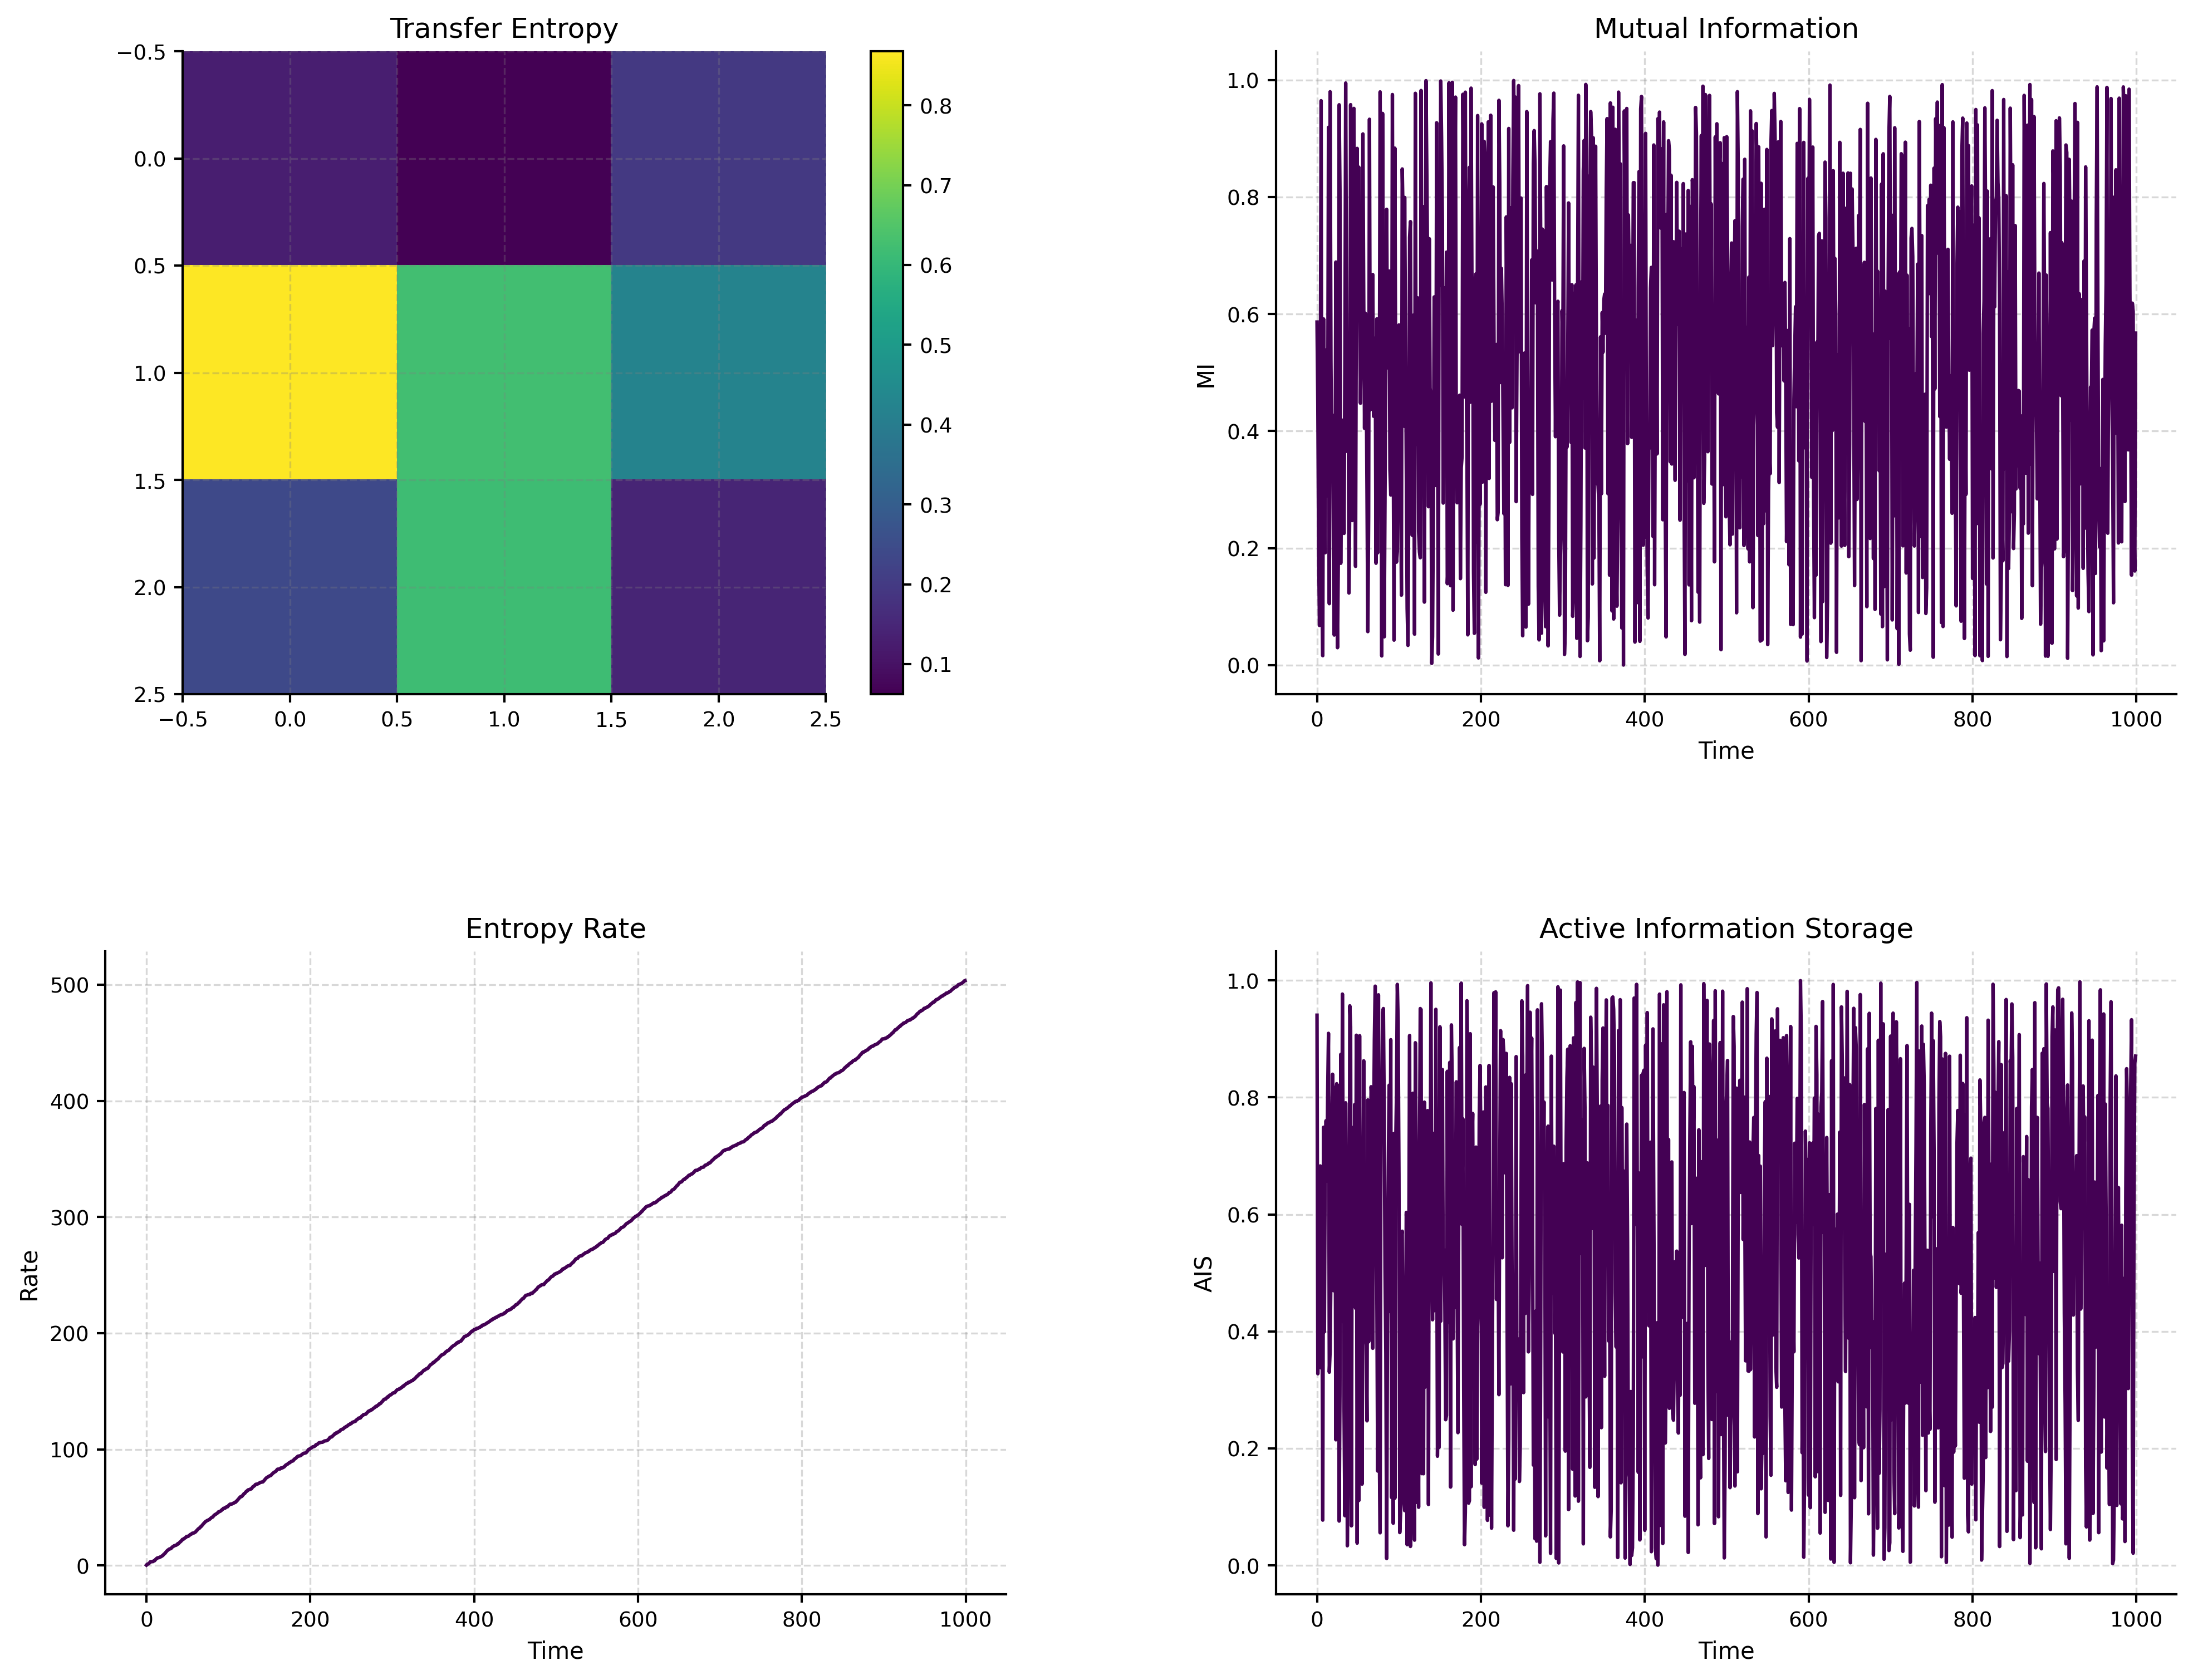 Transfer Entropy
−0.5
0.0
0.5
1.0
1.5
2.0
2.5
−0.5 0.0 0.5 1.0 1.5 2.0 2.5
0.8
0.7
0.6
0.5
0.4
0.3
0.2
0.1
Mutual Information
MI
1.0
0.8
0.6
0.4
0.2
0.0
0 200 400 600 800 1000
Time
Entropy Rate
Rate
500
400
300
200
100
0
0 200 400 600 800 1000
Time
Active Information Storage
AIS
1.0
0.8
0.6
0.4
0.2
0.0
0 200 400 600 800 1000
Time